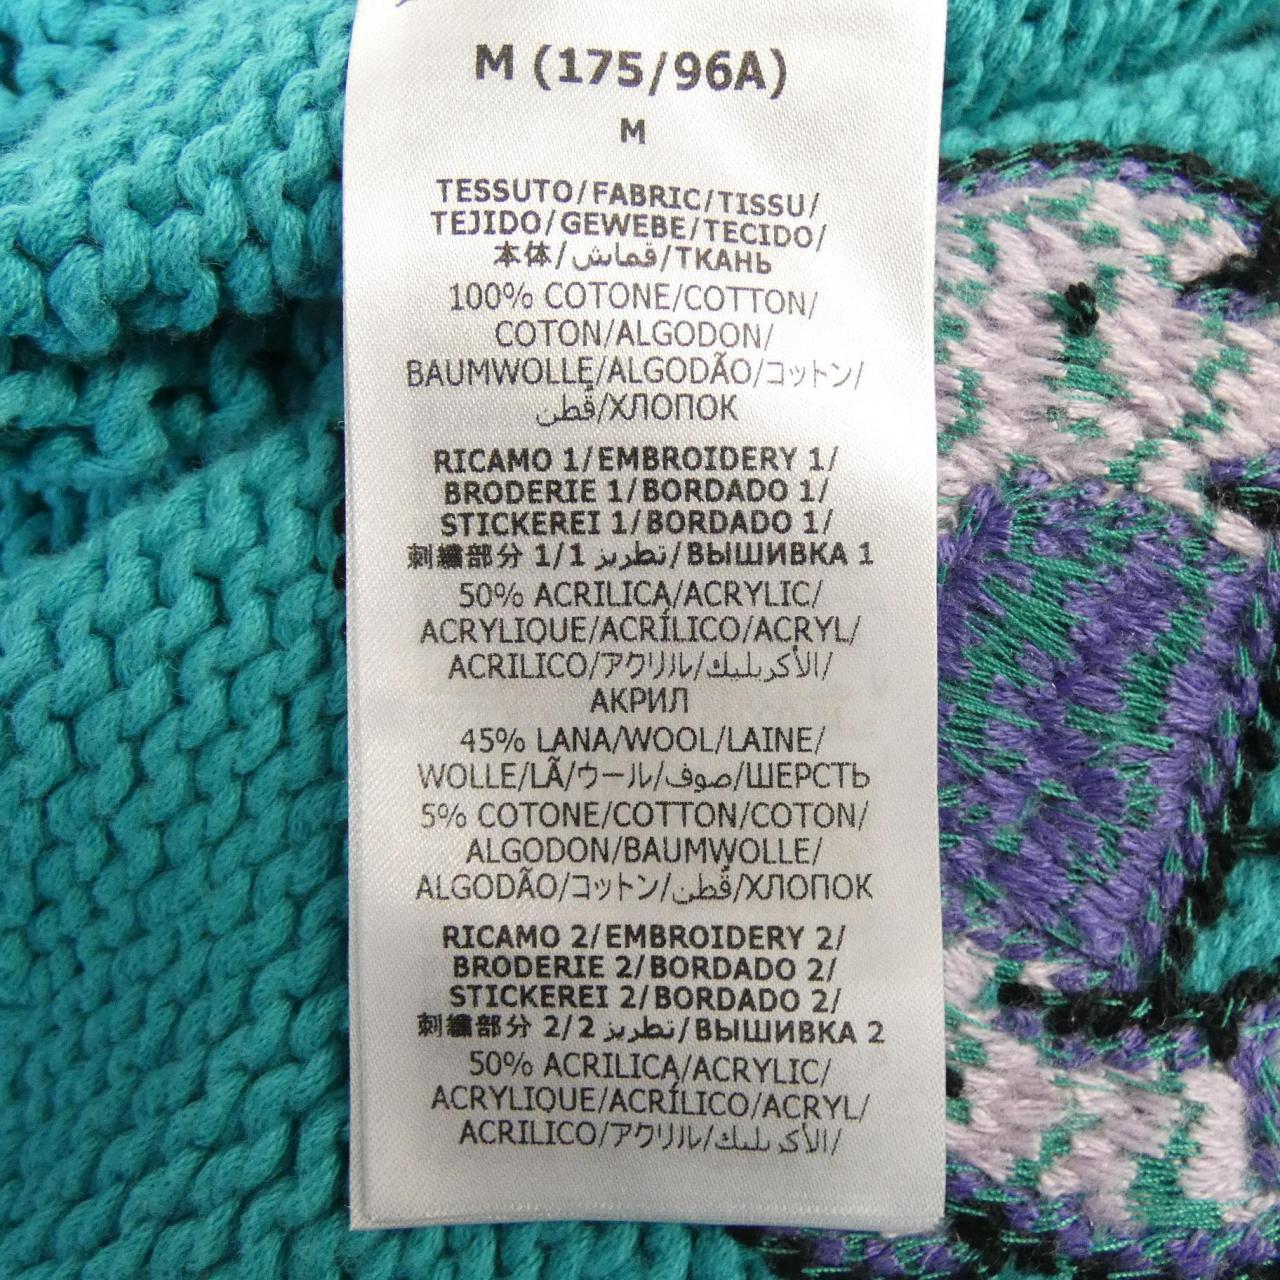 M (175/96A)
M
TESSUTO/FABRIC/TISSU/
TEJIDO/GEWEBE/TECIDO/
本体/قماش/ТКАНЬ
100% COTONE/COTTON/
COTON/ALGODON/
BAUMWOLLE/ALGODÃO/コットン/
قطن/ХЛОПОК
RICAMO 1/EMBROIDERY 1/
BRODERIE 1/BORDADO 1/
STICKEREI 1/BORDADO 1/
刺繍部分 1/1 تطريز/ВЫШИВКА 1
50% ACRILICA/ACRYLIC/
ACRYLIQUE/ACRÍLICO/ACRYL/
ACRILICO/アクリル/الأكريليك/
АКРИЛ
45% LANA/WOOL/LAINE/
WOLLE/LÃ/ウール/صوف/ШЕРСТЬ
5% COTONE/COTTON/COTON/
ALGODON/BAUMWOLLE/
ALGODÃO/コットン/قطن/ХЛОПОК
RICAMO 2/EMBROIDERY 2/
BRODERIE 2/BORDADO 2/
STICKEREI 2/BORDADO 2/
刺繍部分 2/2 تطريز/ВЫШИВКА 2
50% ACRILICA/ACRYLIC/
ACRYLIQUE/ACRÍLICO/ACRYL/
ACRILICO/アクリル/الأكريليك/